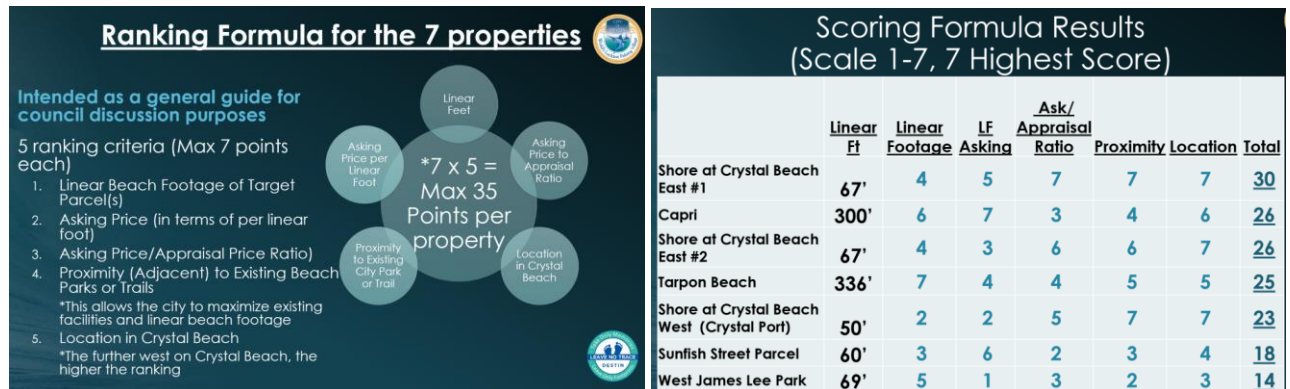 Ranking Formula for the 7 properties
Intended as a general guide for
council discussion purposes
5 ranking criteria (Max 7 points
each)
1. Linear Beach Footage of Target
Parcel(s)
2. Asking Price (in terms of per linear
foot)
3. Asking Price/Appraisal Price Ratio)
4. Proximity (Adjacent) to Existing Beach
Parks or Trails
*This allows the city to maximize existing
facilities and linear beach footage
5. Location in Crystal Beach
*The further west on Crystal Beach, the
higher the ranking
Linear
Feet
Asking
Price to
Appraisal
Ratio
Location
in Crystal
Beach
Proximity
to Existing
City Park
or Trail
Asking
Price per
Linear
Foot
*7 x 5 =
Max 35
Points per
property
LEAVE NO TRACE
DESTIN
Scoring Formula Results
(Scale 1-7, 7 Highest Score)
Linear Ft Linear Footage LF Asking Ask/ Appraisal Ratio Proximity Location Total
Shore at Crystal Beach East #1 67' 4 5 7 7 7 30
Capri 300' 6 7 3 4 6 26
Shore at Crystal Beach East #2 67' 4 3 6 6 7 26
Tarpon Beach 336' 7 4 4 5 5 25
Shore at Crystal Beach West (Crystal Port) 50' 2 2 5 7 7 23
Sunfish Street Parcel 60' 3 6 2 3 4 18
West James Lee Park 69' 5 1 3 2 3 14